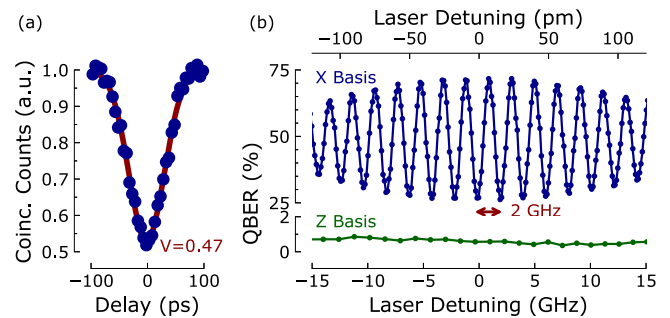 (a)
Coinc. Counts (a.u.)
1.0
0.9
0.8
0.7
0.6
0.5
V=0.47
−100 0 100
Delay (ps)
(b)
Laser Detuning (pm)
−100 −50 0 50 100
QBER (%)
75
50
25
X Basis
2 GHz
2
0
Z Basis
−15 −10 −5 0 5 10 15
Laser Detuning (GHz)